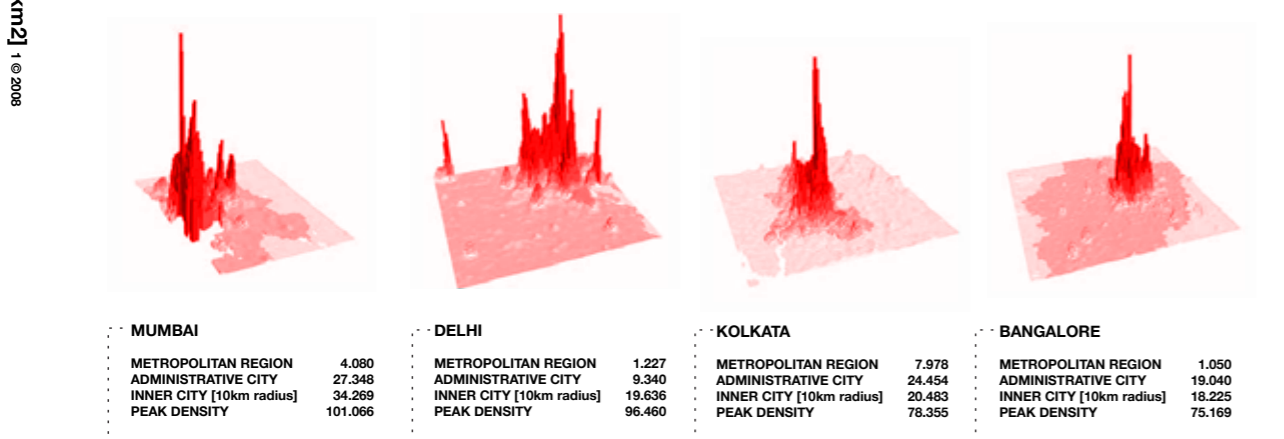 km2] 1 © 2008
MUMBAI
METROPOLITAN REGION 4.080
ADMINISTRATIVE CITY 27.348
INNER CITY [10km radius] 34.269
PEAK DENSITY 101.066
DELHI
METROPOLITAN REGION 1.227
ADMINISTRATIVE CITY 9.340
INNER CITY [10km radius] 19.636
PEAK DENSITY 96.460
KOLKATA
METROPOLITAN REGION 7.978
ADMINISTRATIVE CITY 24.454
INNER CITY [10km radius] 20.483
PEAK DENSITY 78.355
BANGALORE
METROPOLITAN REGION 1.050
ADMINISTRATIVE CITY 19.040
INNER CITY [10km radius] 18.225
PEAK DENSITY 75.169